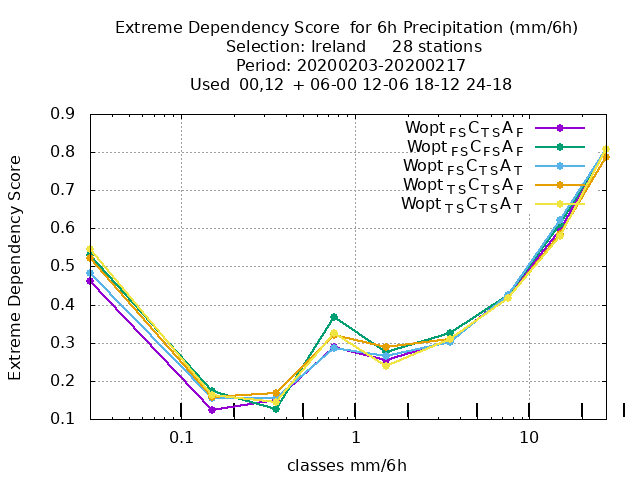 Extreme Dependency Score for 6h Precipitation (mm/6h)
Selection: Ireland 28 stations
Period: 20200203-20200217
Used 00,12 + 06-00 12-06 18-12 24-18
Extreme Dependency Score
0.9
0.8
0.7
0.6
0.5
0.4
0.3
0.2
0.1
Wopt FS C TS A F
Wopt FS C FS A F
Wopt FS C TS A T
Wopt TS C TS A F
Wopt TS C TS A T
0.1 1 10
classes mm/6h